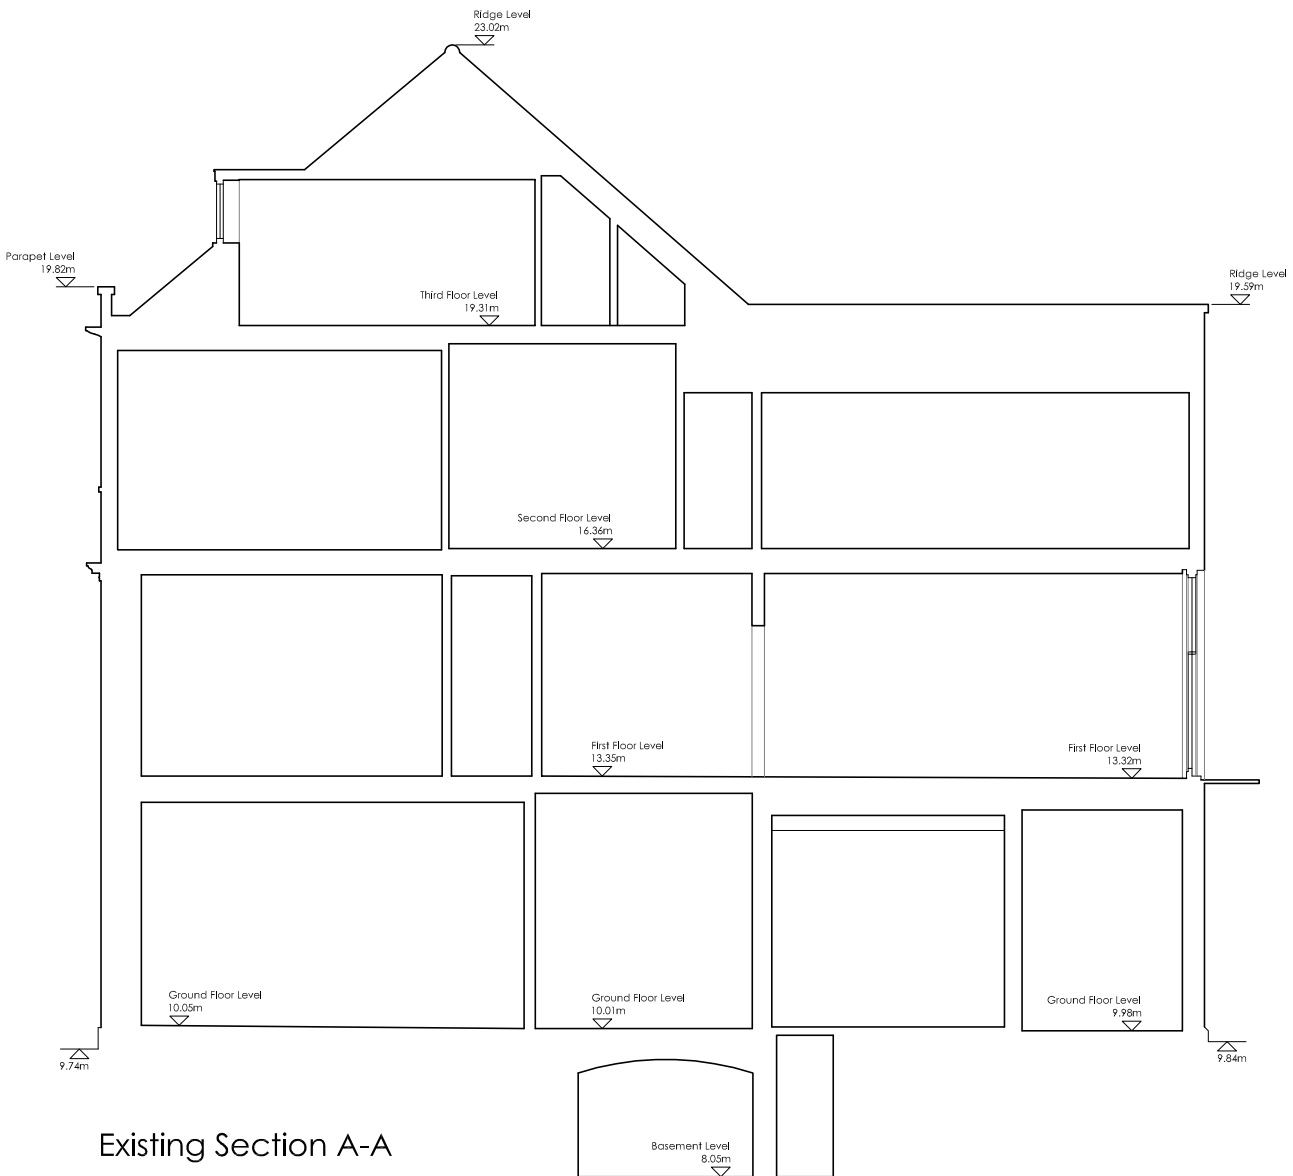 Ridge Level
23.02m
Parapet Level
19.82m
Ridge Level
19.59m
Third Floor Level
19.31m
Second Floor Level
16.36m
First Floor Level
13.35m
First Floor Level
13.32m
Ground Floor Level
10.05m
Ground Floor Level
10.01m
Ground Floor Level
9.98m
9.74m
9.84m
Existing Section A-A
Basement Level
8.05m